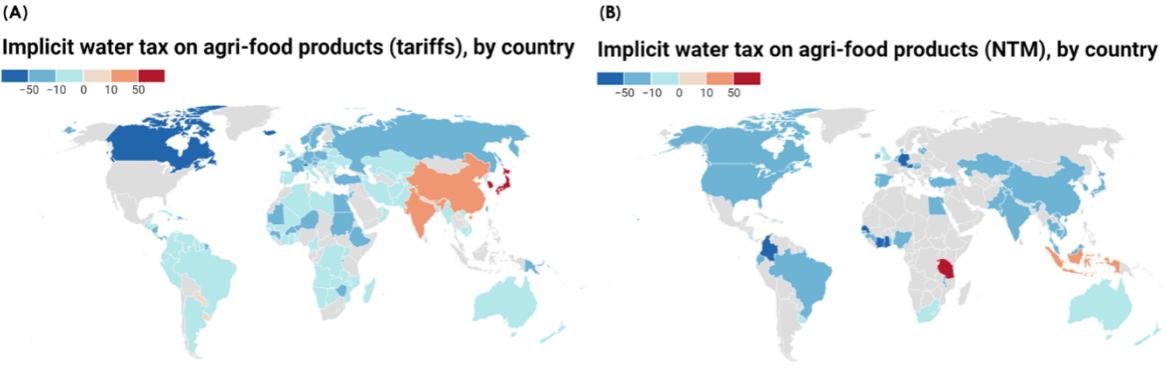 (A)
Implicit water tax on agri-food products (tariffs), by country
−50 −10 0 10 50
(B)
Implicit water tax on agri-food products (NTM), by country
−50 −10 0 10 50